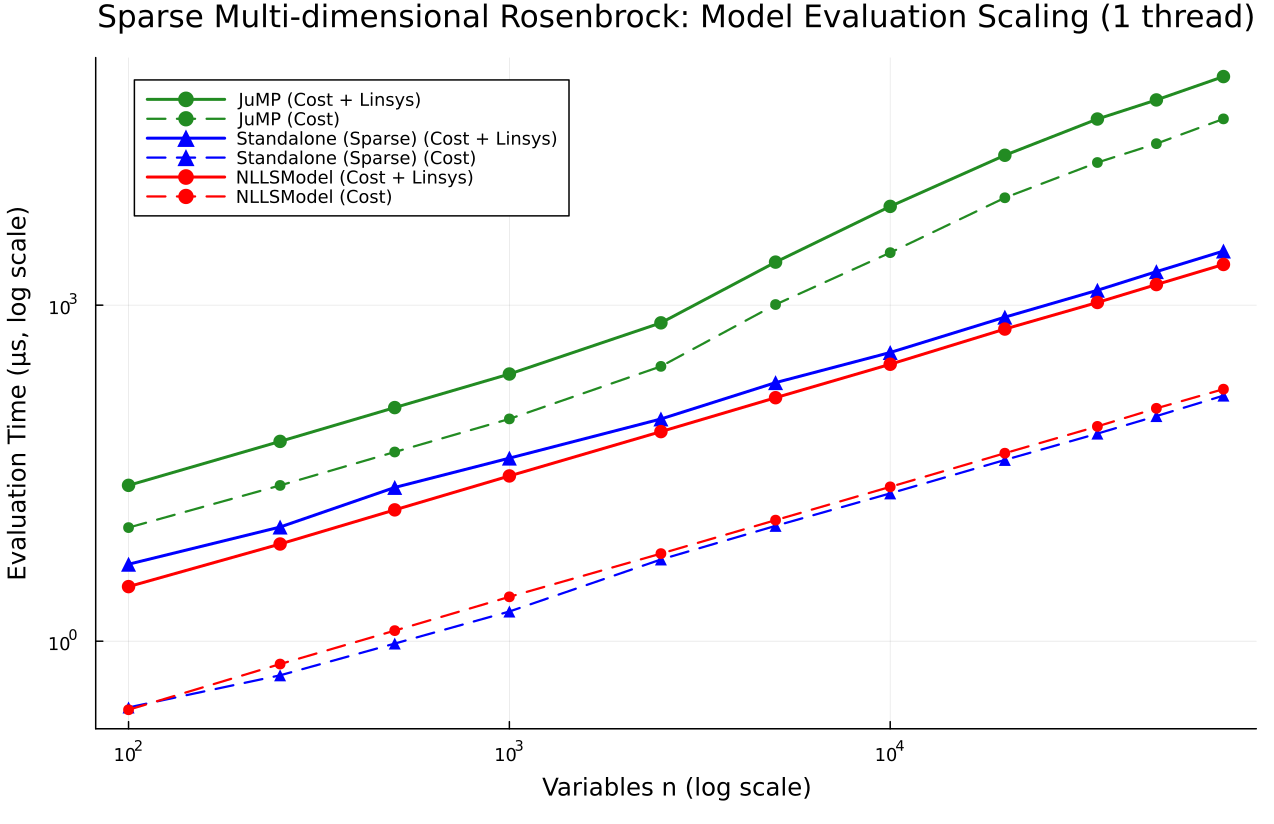 Sparse Multi-dimensional Rosenbrock: Model Evaluation Scaling (1 thread)
JuMP (Cost + Linsys)
JuMP (Cost)
Standalone (Sparse) (Cost + Linsys)
Standalone (Sparse) (Cost)
NLLSModel (Cost + Linsys)
NLLSModel (Cost)
Evaluation Time (μs, log scale)
10³
10⁰
10² 10³ 10⁴
Variables n (log scale)